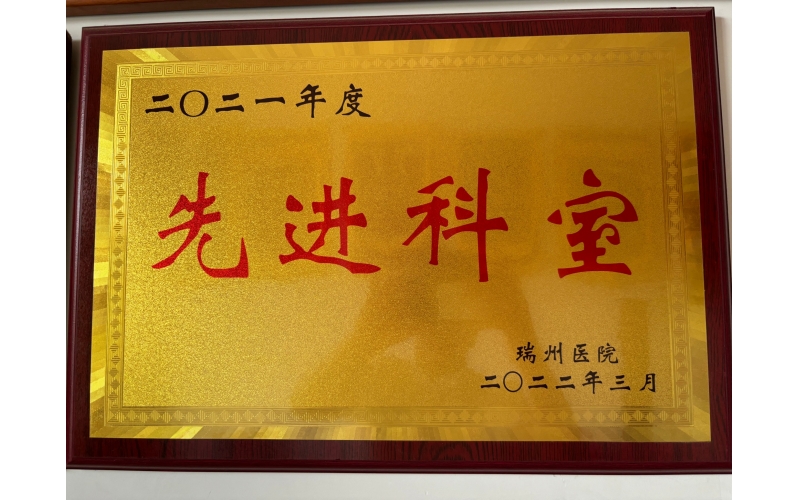 二〇二一年度
先进科室
瑞州医院
二〇二二年三月